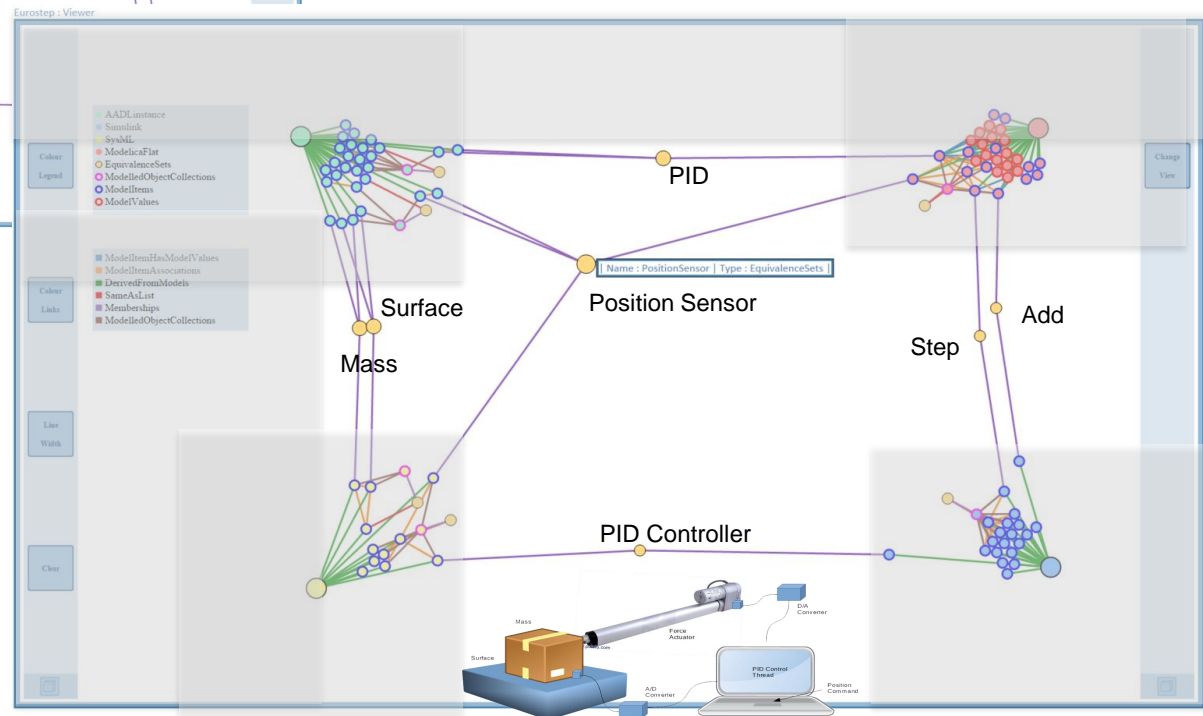 Eurostep : Viewer
Colour
Legend
AADLinstance
Simulink
SysML
ModelicaFlat
EquivalenceSets
ModelledObjectCollections
ModelItems
ModelValues
Change
View
PID
Colour
Links
ModelItemHasModelValues
ModelItemAssociations
DerivedFromModels
SameAsList
Memberships
ModelledObjectCollections
| Name : PositionSensor | Type : EquivalenceSets |
Position Sensor
Surface
Mass
Add
Step
Line
Width
PID Controller
Clear
Mass
Force
Actuator
D/A
Converter
Surface
PID Control
Thread
A/D
Converter
Position
Command